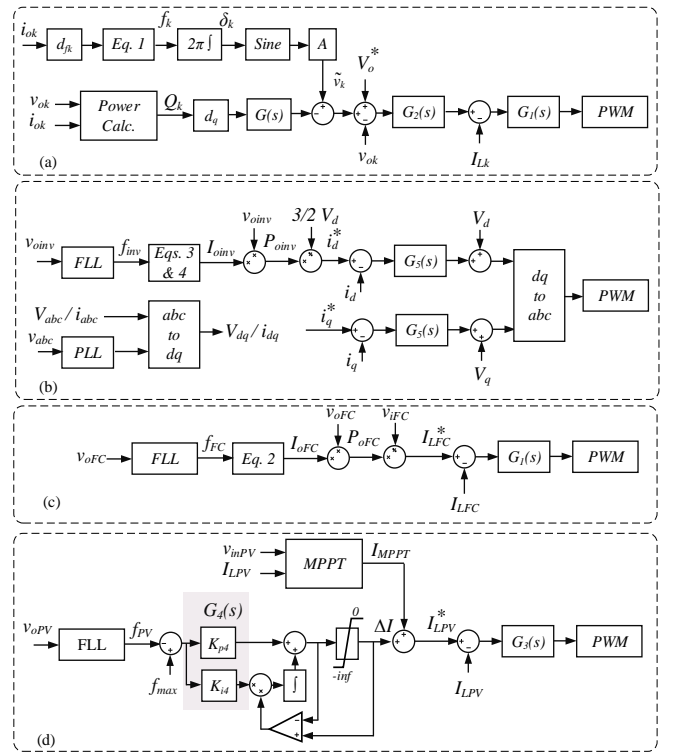 i_ok d_fk Eq. 1 f_k 2π∫ δ_k Sine A
ṽ_k V_o^*
v_ok
i_ok Power Calc. Q_k d_q G(s) − − + − + G_2(s) + − G_1(s) PWM
v_ok I_Lk
(a)
v_oinv 3/2 V_d V_d
v_oinv FLL f_inv Eqs. 3 & 4 I_oinv × × P_oinv × × i_d^* + − G_5(s) + + dq to abc PWM
i_d
V_abc / i_abc abc to dq V_dq / i_dq i_q^* + − G_5(s) + +
v_abc PLL
i_q V_q
(b)
v_oFC v_iFC
v_oFC FLL f_FC Eq. 2 I_oFC × × P_oFC × × I_LFC^* + − G_1(s) PWM
I_LFC
(c)
v_inPV
I_LPV MPPT I_MPPT
G_4(s)
v_oPV FLL f_PV − + K_p4 + + 0 -inf ΔI + + I_LPV^* + − G_3(s) PWM
f_max K_i4 × × ∫ I_LPV
− +
(d)